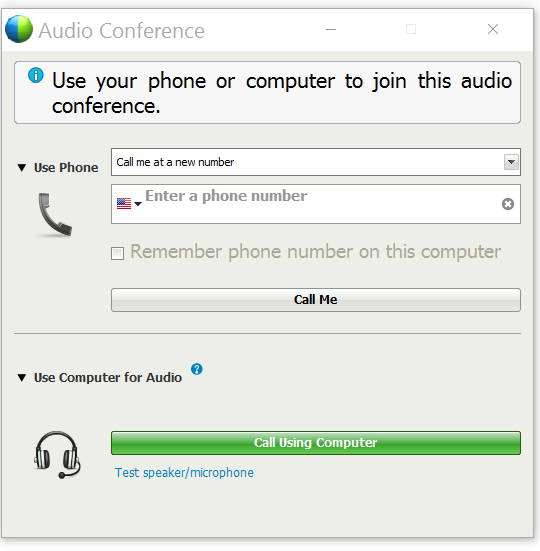 Audio Conference
Use your phone or computer to join this audio
conference.
Use Phone
Call me at a new number
Enter a phone number
Remember phone number on this computer
Call Me
Use Computer for Audio
Call Using Computer
Test speaker/microphone